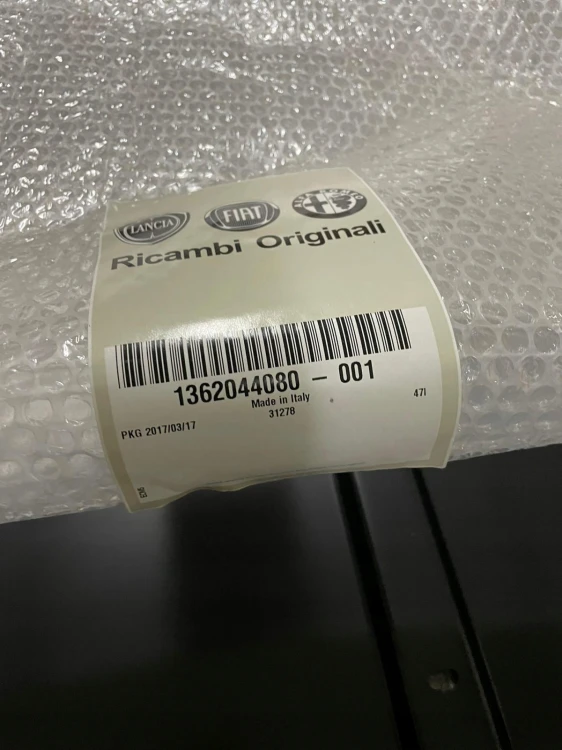 LANCIA FIAT
Ricambi Originali
1362044080 - 001
Made in Italy
31278
47I
PKG 2017/03/17